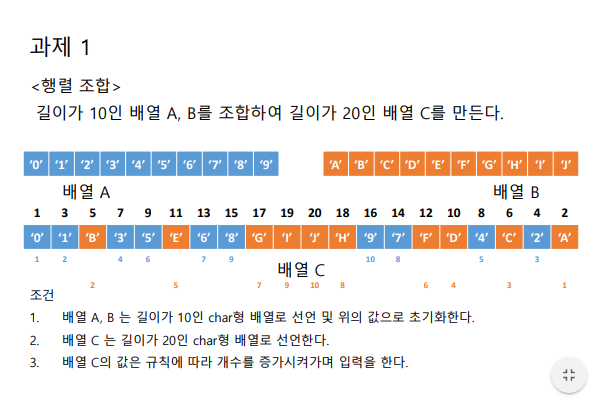 과제 1
<행렬 조합>
길이가 10인 배열 A, B를 조합하여 길이가 20인 배열 C를 만든다.
‘0’ ‘1’ ‘2’ ‘3’ ‘4’ ‘5’ ‘6’ ‘7’ ‘8’ ‘9’ ‘A’ ‘B’ ‘C’ ‘D’ ‘E’ ‘F’ ‘G’ ‘H’ ‘I’ ‘J’
배열 A 배열 B
1 3 5 7 9 11 13 15 17 19 20 18 16 14 12 10 8 6 4 2
‘0’ ‘1’ ‘B’ ‘3’ ‘5’ ‘E’ ‘6’ ‘8’ ‘G’ ‘I’ ‘J’ ‘H’ ‘9’ ‘7’ ‘F’ ‘D’ ‘4’ ‘C’ ‘2’ ‘A’
1 2 4 6 7 9 10 8 5 3
배열 C
2 5 7 9 10 8 6 4 3 1
조건
1. 배열 A, B 는 길이가 10인 char형 배열로 선언 및 위의 값으로 초기화한다.
2. 배열 C 는 길이가 20인 char형 배열로 선언한다.
3. 배열 C의 값은 규칙에 따라 개수를 증가시켜가며 입력을 한다.